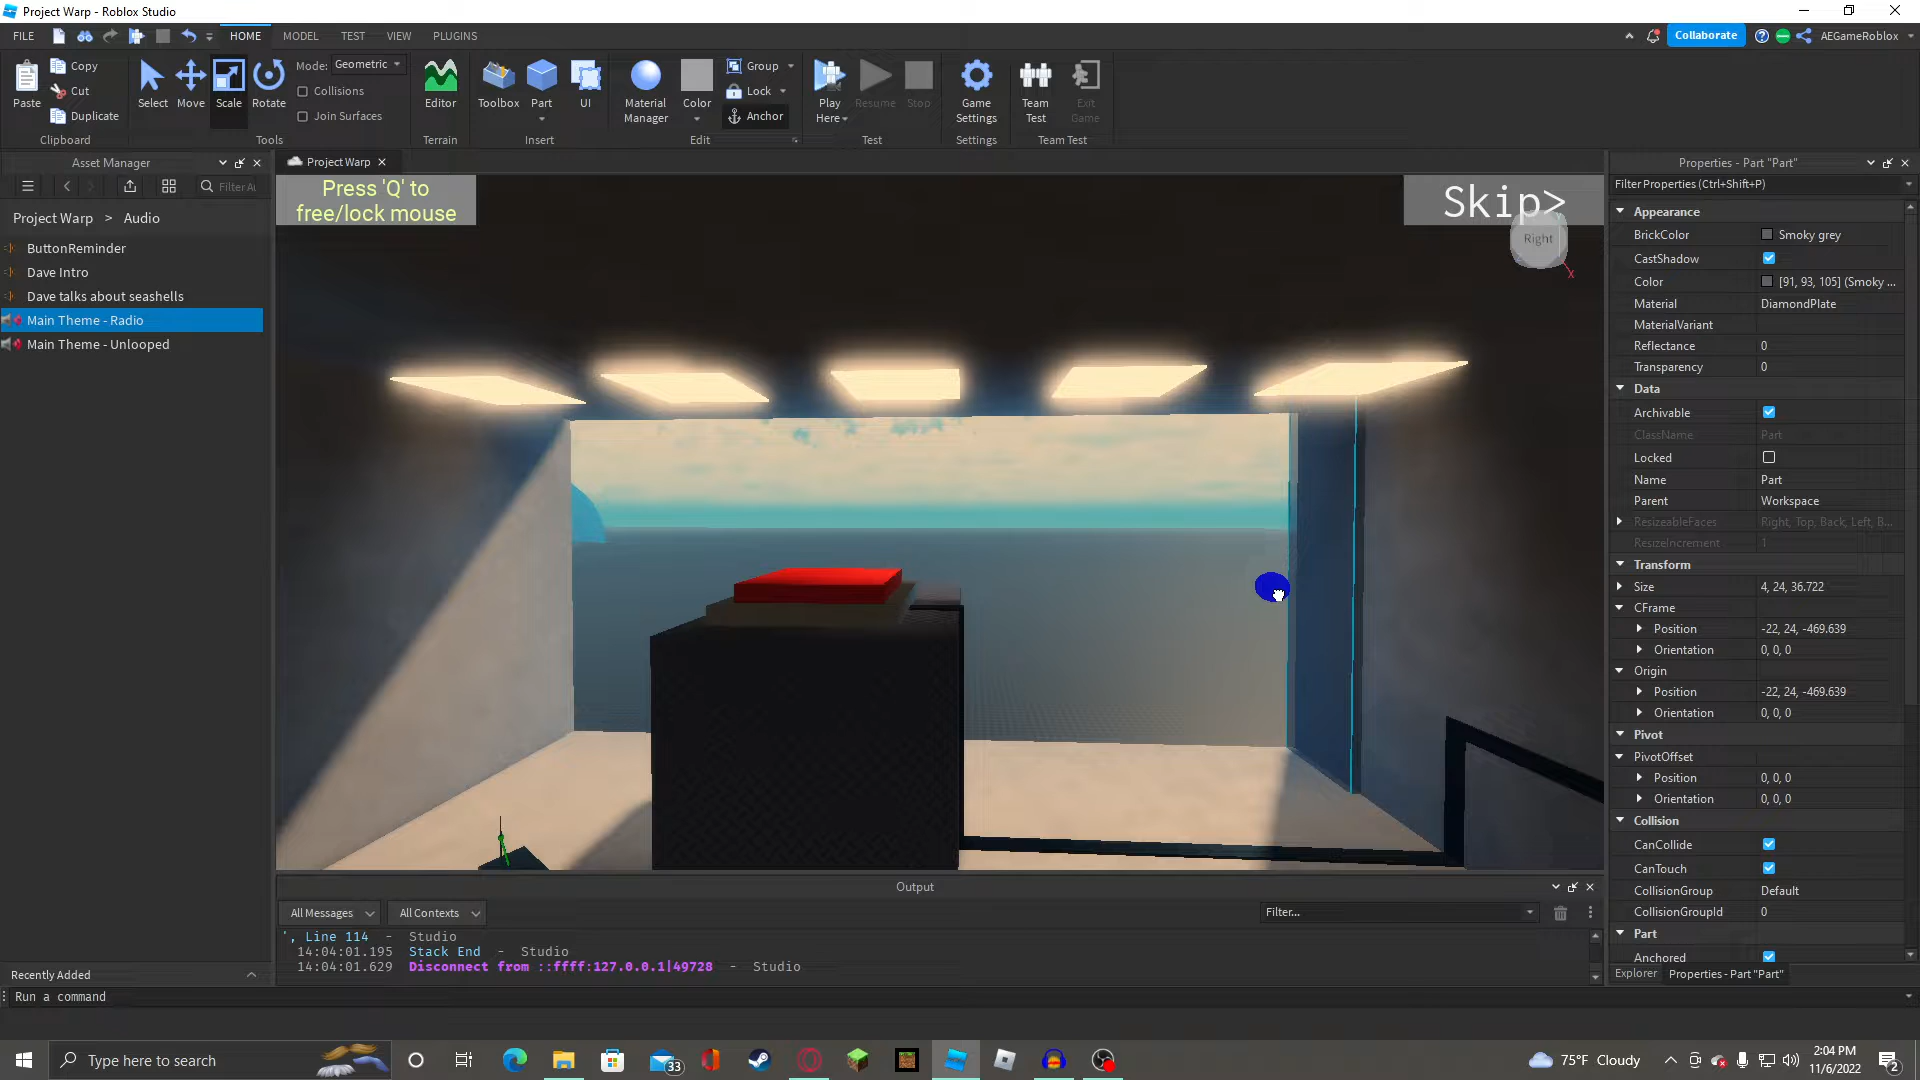 Project Warp - Roblox Studio
FILE
HOME
MODEL
TEST
VIEW
PLUGINS
Collaborate
AEGameRoblox
Paste
Copy
Cut
Duplicate
Clipboard
Select
Move
Scale
Rotate
Mode: Geometric
Collisions
Join Surfaces
Tools
Editor
Terrain
Toolbox
Part
UI
Insert
Material Manager
Color
Group
Lock
Anchor
Edit
Play Here
Resume
Stop
Test
Game Settings
Settings
Team Test
Exit Game
Team Test
Asset Manager
Project Warp > Audio
ButtonReminder
Dave Intro
Dave talks about seashells
Main Theme - Radio
Main Theme - Unlooped
Recently Added
Project Warp
Press 'Q' to
free/lock mouse
Skip>
Right
X
Properties - Part "Part"
Filter Properties (Ctrl+Shift+P)
Appearance
BrickColor Smoky grey
CastShadow
Color [91, 93, 105] (Smoky ...
Material DiamondPlate
MaterialVariant
Reflectance 0
Transparency 0
Data
Archivable
ClassName Part
Locked
Name Part
Parent Workspace
ResizeableFaces Right, Top, Back, Left, B...
ResizeIncrement 1
Transform
Size 4, 24, 36.722
CFrame
Position -22, 24, -469.639
Orientation 0, 0, 0
Origin
Position -22, 24, -469.639
Orientation 0, 0, 0
Pivot
PivotOffset
Position 0, 0, 0
Orientation 0, 0, 0
Collision
CanCollide
CanTouch
CollisionGroup Default
CollisionGroupId 0
Part
Anchored
Explorer
Properties - Part "Part"
Output
All Messages
All Contexts
Filter...
', Line 114 - Studio
14:04:01.195 Stack End - Studio
14:04:01.629 Disconnect from ::ffff:127.0.0.1|49728 - Studio
Run a command
Type here to search
33
75°F Cloudy
2:04 PM
11/6/2022
2